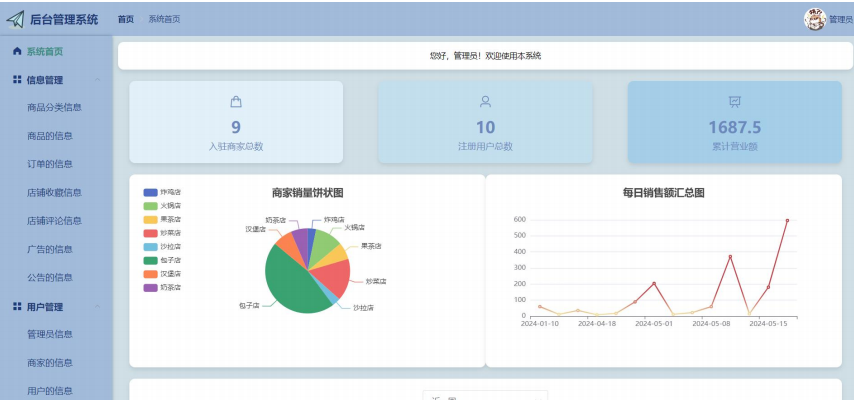 后台管理系统
首页 系统首页
管理员
系统首页
信息管理
商品分类信息
商品的信息
订单的信息
店铺收藏信息
店铺评论信息
广告的信息
公告的信息
用户管理
管理员信息
商家的信息
用户的信息
您好，管理员！欢迎使用本系统
9
入驻商家总数
10
注册用户总数
1687.5
累计营业额
商家销量饼状图
炸鸡店
火锅店
果茶店
炒菜店
沙拉店
包子店
汉堡店
奶茶店
奶茶店
炸鸡店
汉堡店
火锅店
果茶店
炒菜店
包子店
沙拉店
每日销售额汇总图
600
500
400
300
200
100
0
2024-01-10 2024-04-18 2024-05-01 2024-05-08 2024-05-15